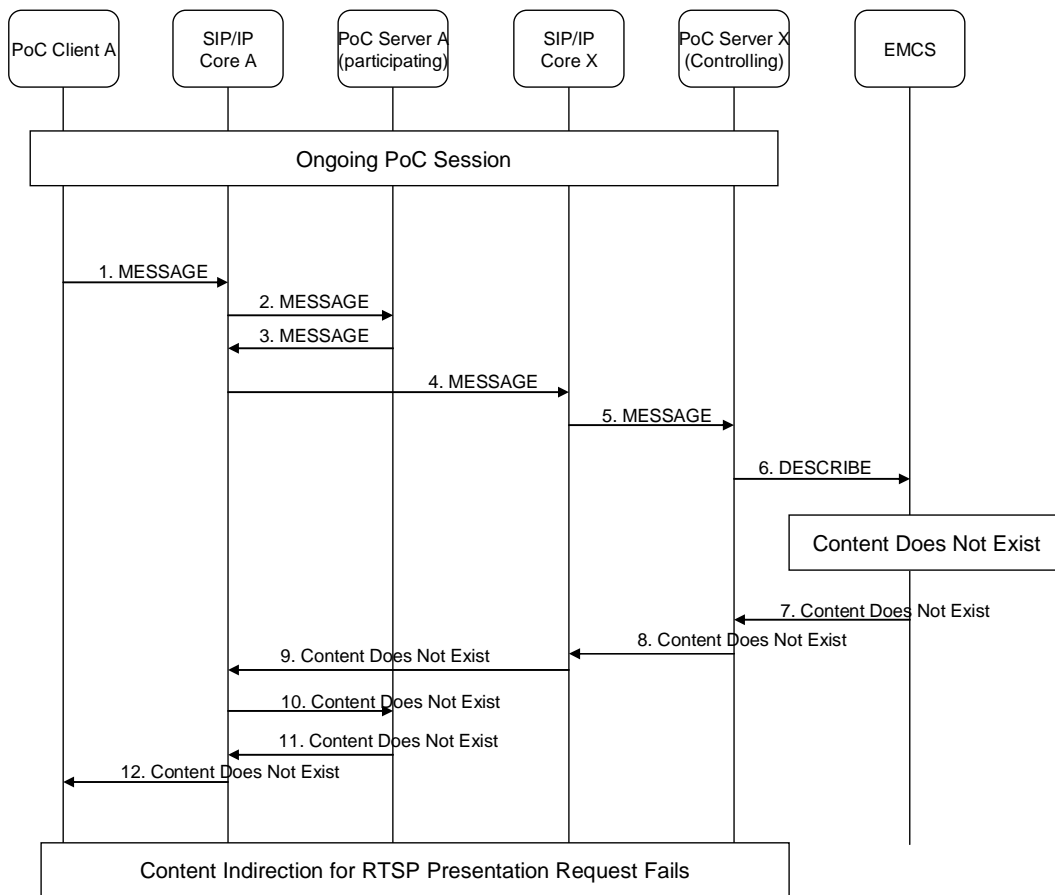 PoC Client A
SIP/IP
Core A
PoC Server A
(participating)
SIP/IP
Core X
PoC Server X
(Controlling)
EMCS
Ongoing PoC Session
1. MESSAGE
2. MESSAGE
3. MESSAGE
4. MESSAGE
5. MESSAGE
6. DESCRIBE
Content Does Not Exist
7. Content Does Not Exist
8. Content Does Not Exist
9. Content Does Not Exist
10. Content Does Not Exist
11. Content Does Not Exist
12. Content Does Not Exist
Content Indirection for RTSP Presentation Request Fails